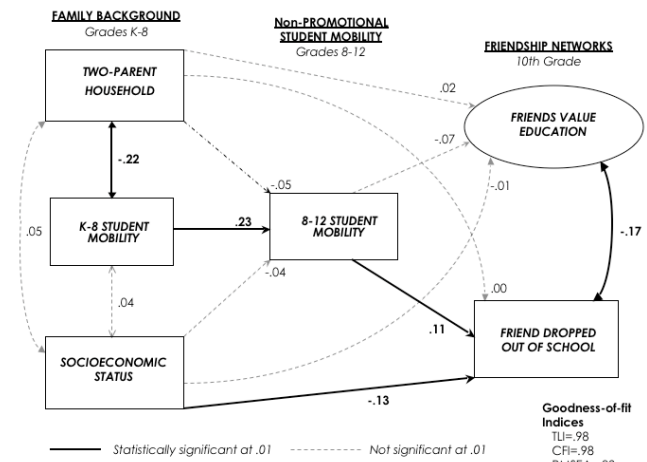 FAMILY BACKGROUND
Grades K-8
Non-PROMOTIONAL
STUDENT MOBILITY
Grades 8-12
FRIENDSHIP NETWORKS
10th Grade
TWO-PARENT
HOUSEHOLD
.02
FRIENDS VALUE
EDUCATION
-.07
-.22
-.05
-.01
K-8 STUDENT
MOBILITY
.23
8-12 STUDENT
MOBILITY
.05
-.17
-.04
.04
.00
.11
FRIEND DROPPED
OUT OF SCHOOL
SOCIOECONOMIC
STATUS
-.13
Goodness-of-fit
Indices
TLI=.98
CFI=.98
Statistically significant at .01
Not significant at .01